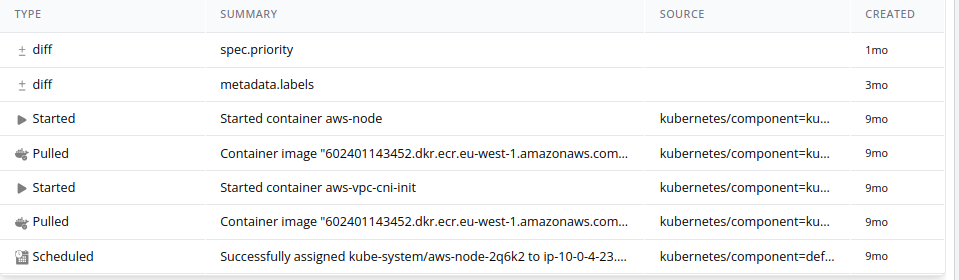 TYPE SUMMARY SOURCE CREATED
± diff spec.priority 1mo
± diff metadata.labels 3mo
Started Started container aws-node kubernetes/component=ku... 9mo
Pulled Container image "602401143452.dkr.ecr.eu-west-1.amazonaws.com... kubernetes/component=ku... 9mo
Started Started container aws-vpc-cni-init kubernetes/component=ku... 9mo
Pulled Container image "602401143452.dkr.ecr.eu-west-1.amazonaws.com... kubernetes/component=ku... 9mo
Scheduled Successfully assigned kube-system/aws-node-2q6k2 to ip-10-0-4-23.... kubernetes/component=def... 9mo